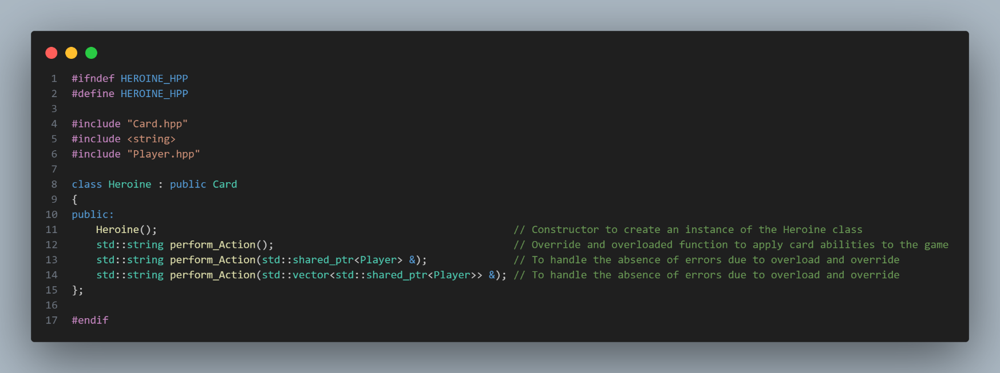 1 #ifndef HEROINE_HPP
2 #define HEROINE_HPP
3
4 #include "Card.hpp"
5 #include <string>
6 #include "Player.hpp"
7
8 class Heroine : public Card
9 {
10 public:
11     Heroine();                                                          // Constructor to create an instance of the Heroine class
12     std::string perform_Action();                                       // Override and overloaded function to apply card abilities to the game
13     std::string perform_Action(std::shared_ptr<Player> &);              // To handle the absence of errors due to overload and override
14     std::string perform_Action(std::vector<std::shared_ptr<Player>> &); // To handle the absence of errors due to overload and override
15 };
16
17 #endif